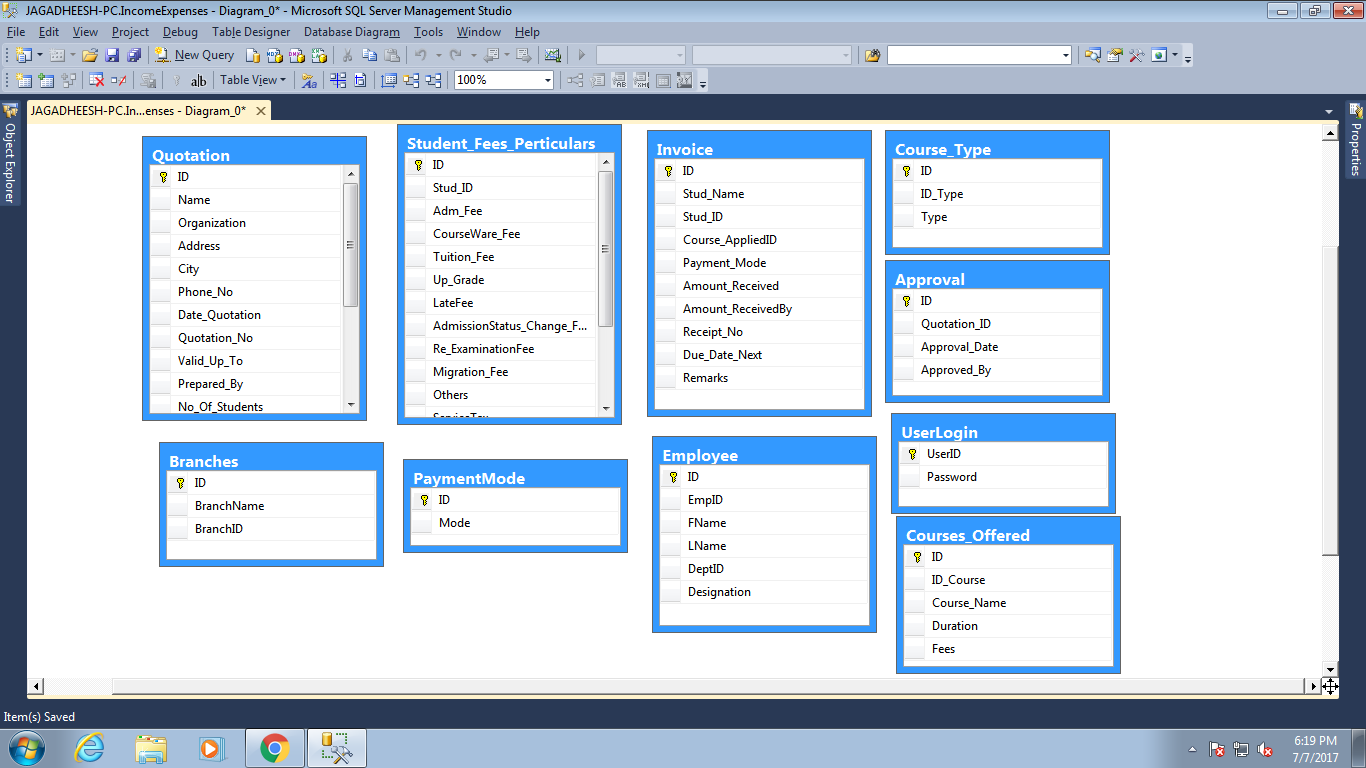 JAGADHEESH-PC.IncomeExpenses - Diagram_0* - Microsoft SQL Server Management Studio
File Edit View Project Debug Table Designer Database Diagram Tools Window Help
New Query
Table View 100%
JAGADHEESH-PC.In...enses - Diagram_0*
Object Explorer
Properties
Quotation
ID
Name
Organization
Address
City
Phone_No
Date_Quotation
Quotation_No
Valid_Up_To
Prepared_By
No_Of_Students
Student_Fees_Perticulars
ID
Stud_ID
Adm_Fee
CourseWare_Fee
Tuition_Fee
Up_Grade
LateFee
AdmissionStatus_Change_F...
Re_ExaminationFee
Migration_Fee
Others
ServiceTax
Invoice
ID
Stud_Name
Stud_ID
Course_AppliedID
Payment_Mode
Amount_Received
Amount_ReceivedBy
Receipt_No
Due_Date_Next
Remarks
Course_Type
ID
ID_Type
Type
Approval
ID
Quotation_ID
Approval_Date
Approved_By
Branches
ID
BranchName
BranchID
PaymentMode
ID
Mode
Employee
ID
EmpID
FName
LName
DeptID
Designation
UserLogin
UserID
Password
Courses_Offered
ID
ID_Course
Course_Name
Duration
Fees
Item(s) Saved
6:19 PM
7/7/2017